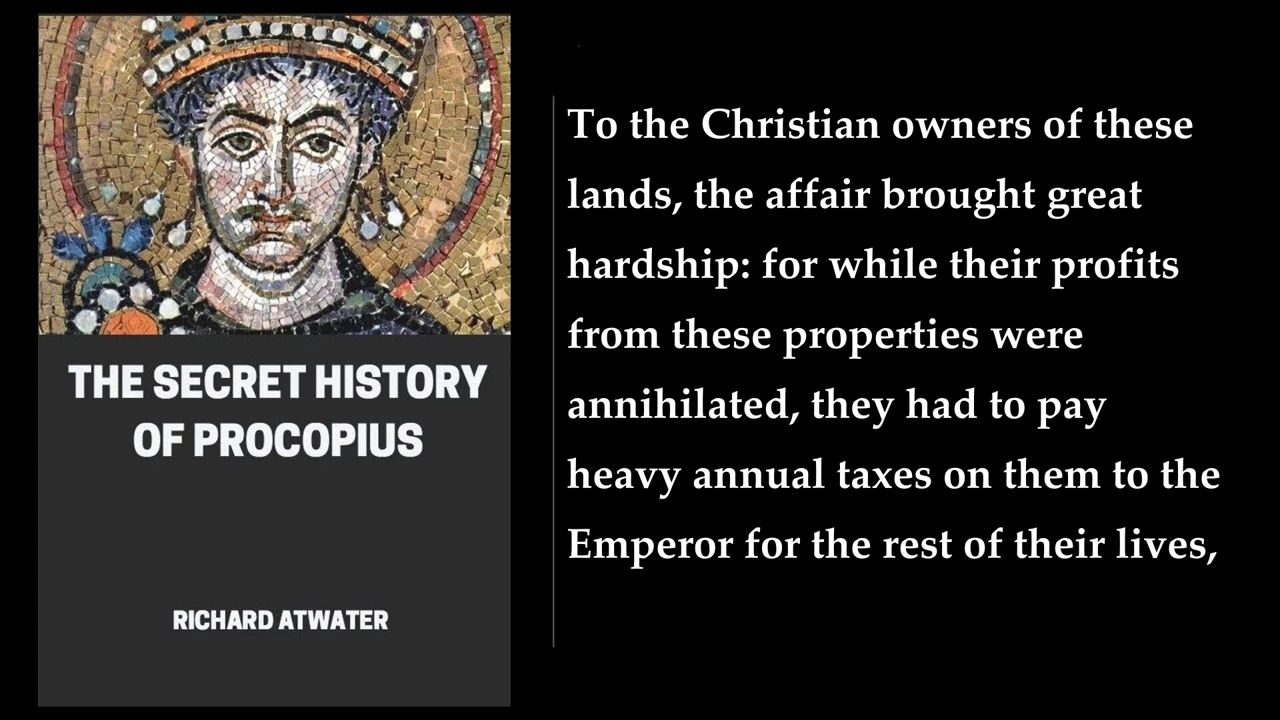 THE SECRET HISTORY
OF PROCOPIUS
RICHARD ATWATER
To the Christian owners of these
lands, the affair brought great
hardship: for while their profits
from these properties were
annihilated, they had to pay
heavy annual taxes on them to the
Emperor for the rest of their lives,